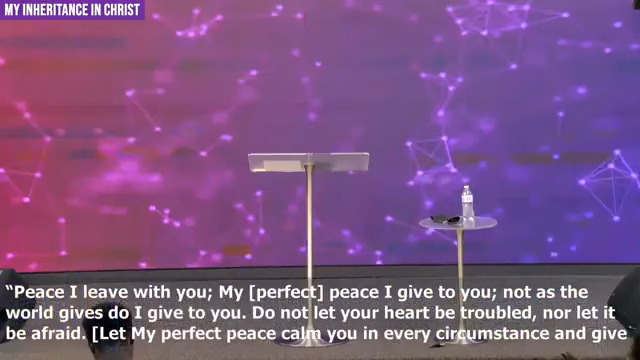 MY INHERITANCE IN CHRIST
“Peace I leave with you; My [perfect] peace I give to you; not as the
world gives do I give to you. Do not let your heart be troubled, nor let it
be afraid. [Let My perfect peace calm you in every circumstance and give